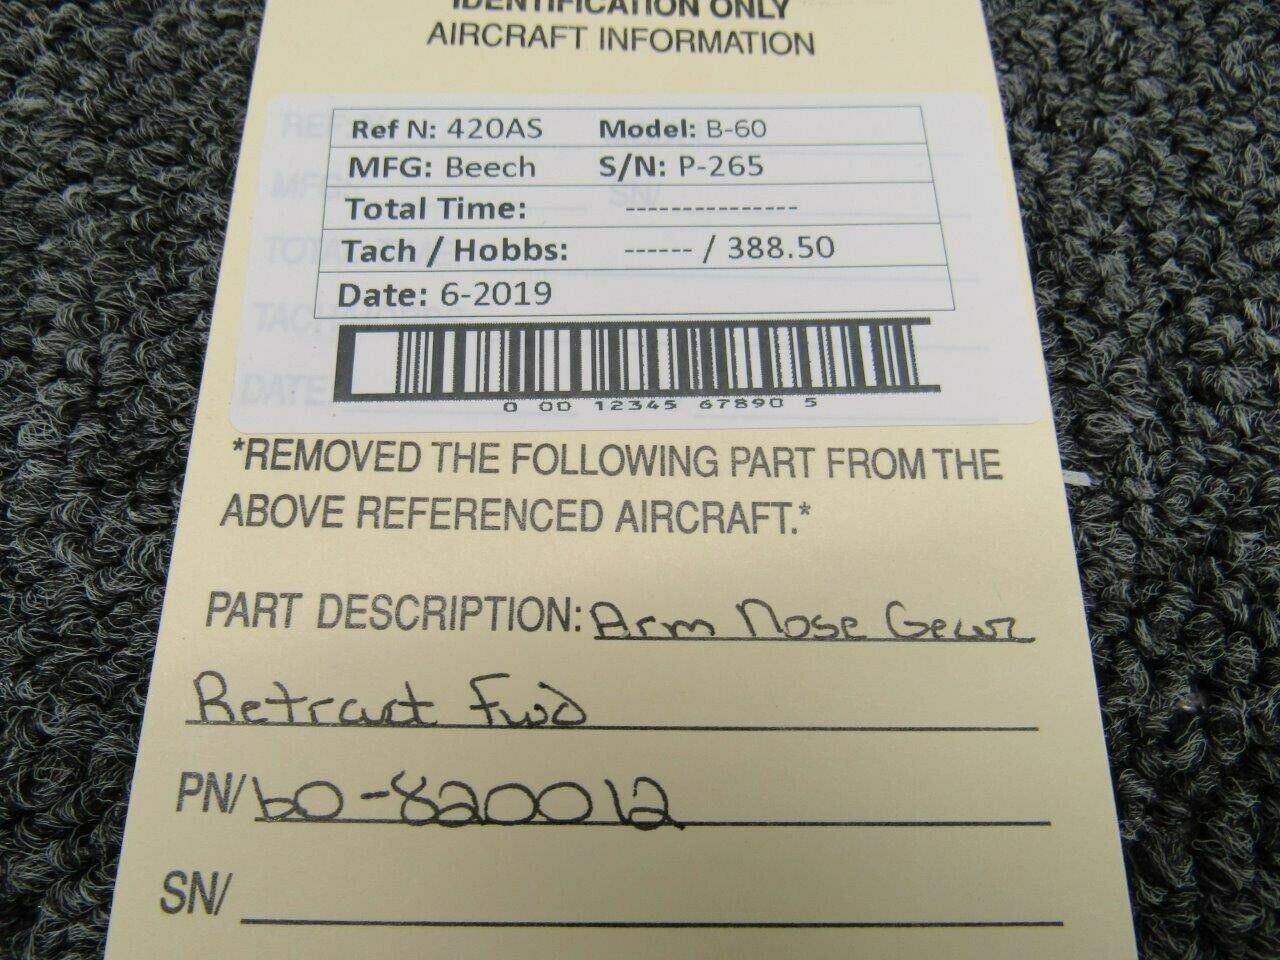 IDENTIFICATION ONLY
AIRCRAFT INFORMATION
Ref N: 420AS Model: B-60
MFG: Beech S/N: P-265
Total Time: ---------------
Tach / Hobbs: ------ / 388.50
Date: 6-2019
0 00 12345 67890 5
*REMOVED THE FOLLOWING PART FROM THE
ABOVE REFERENCED AIRCRAFT.*
PART DESCRIPTION: Arm Nose Gear
Retract Fwd
PN/ 60-820012
SN/